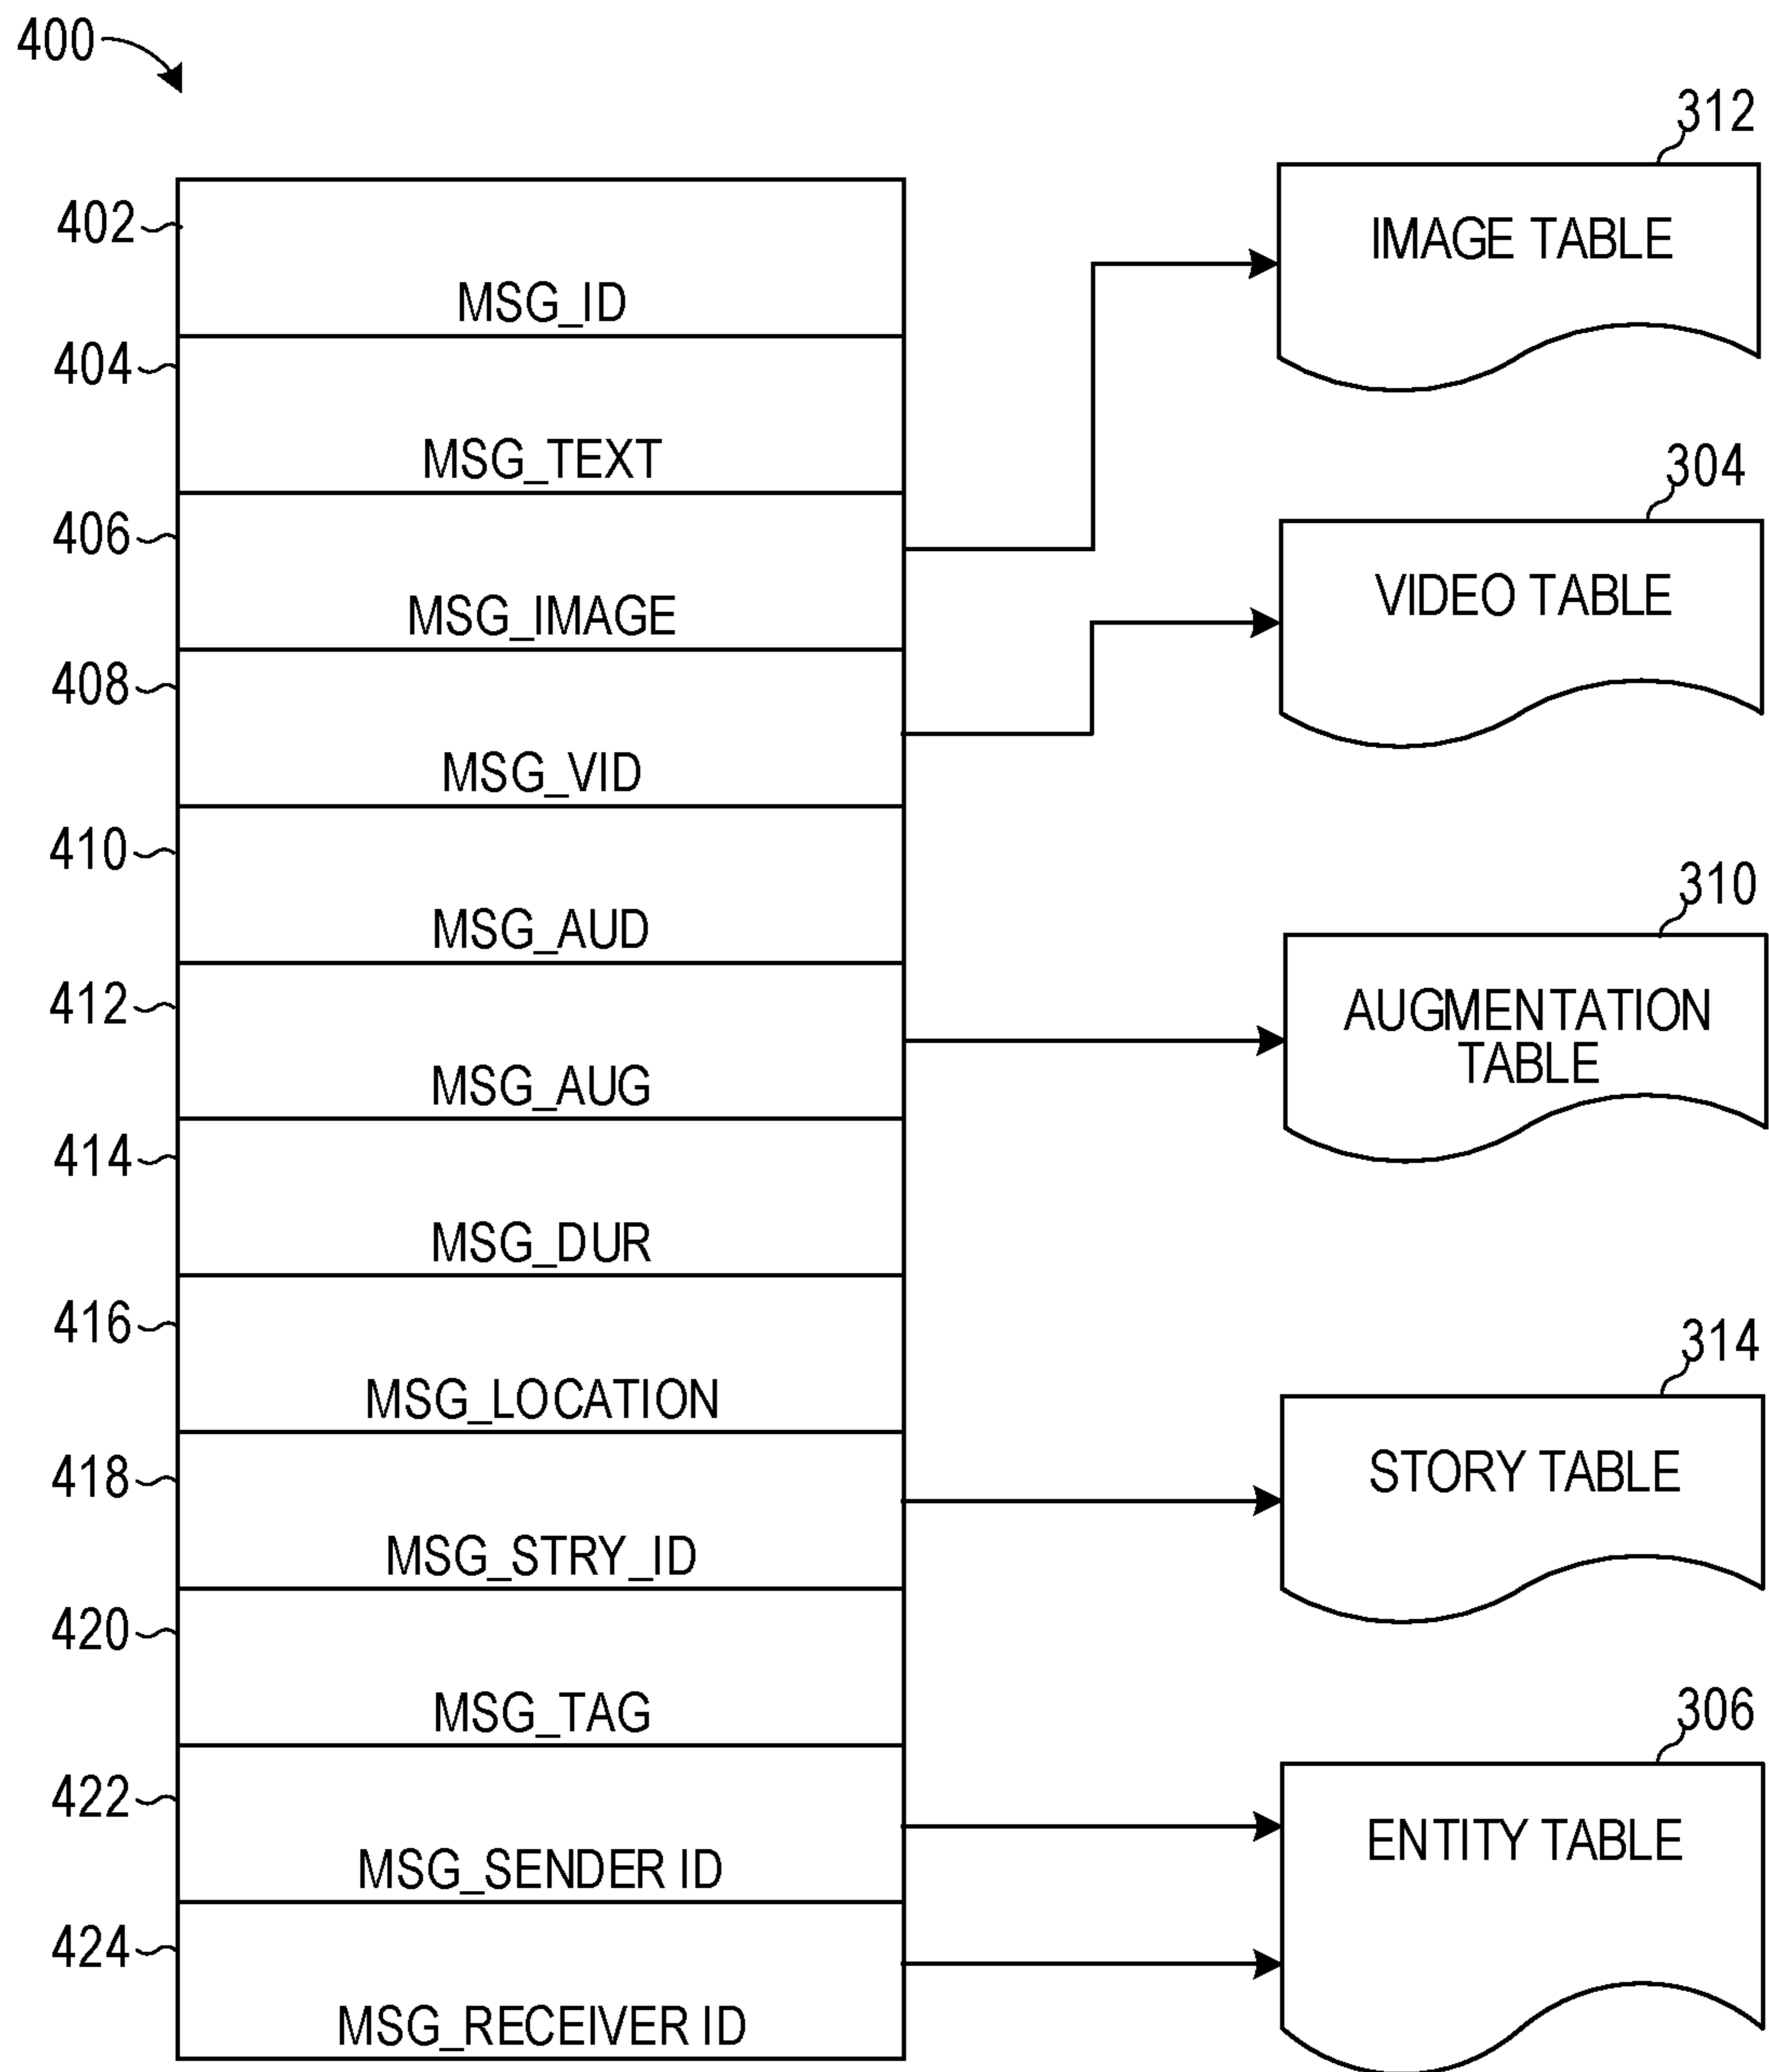 400
312
IMAGE TABLE
402
MSG_ID
404
MSG_TEXT
304
406
MSG_IMAGE
VIDEO TABLE
408
MSG_VID
410
MSG_AUD
310
412
MSG_AUG
AUGMENTATION
TABLE
414
MSG_DUR
416
MSG_LOCATION
314
418
MSG_STRY_ID
STORY TABLE
420
MSG_TAG
306
422
MSG_SENDER ID
ENTITY TABLE
424
MSG_RECEIVER ID